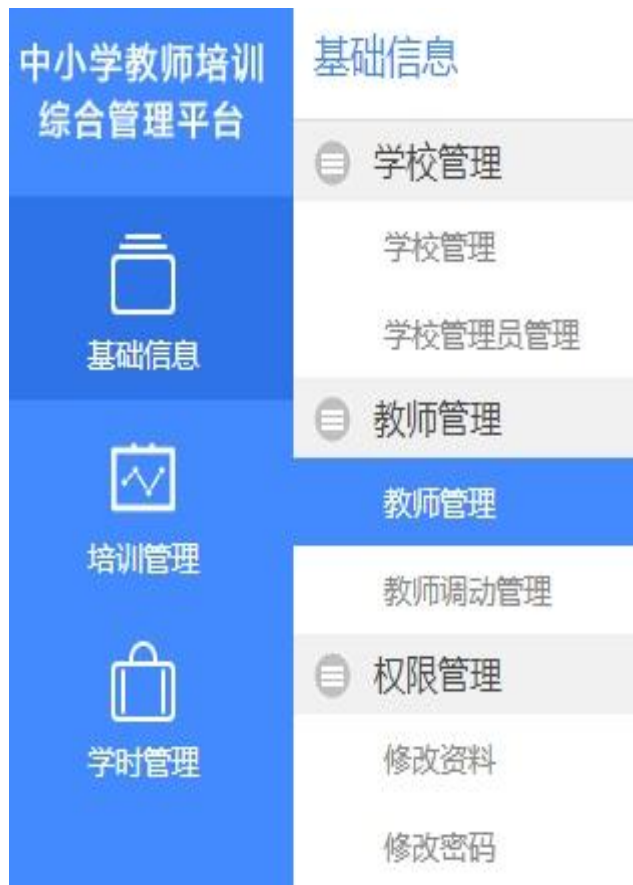 中小学教师培训
综合管理平台
基础信息
培训管理
学时管理
基础信息
学校管理
学校管理
学校管理员管理
教师管理
教师管理
教师调动管理
权限管理
修改资料
修改密码